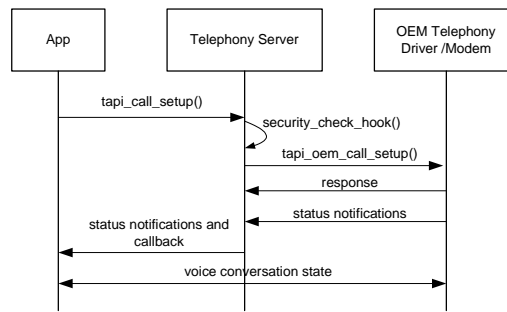 App
Telephony Server
OEM Telephony
Driver /Modem
tapi_call_setup()
security_check_hook()
tapi_oem_call_setup()
response
status notifications
status notifications and
callback
voice conversation state